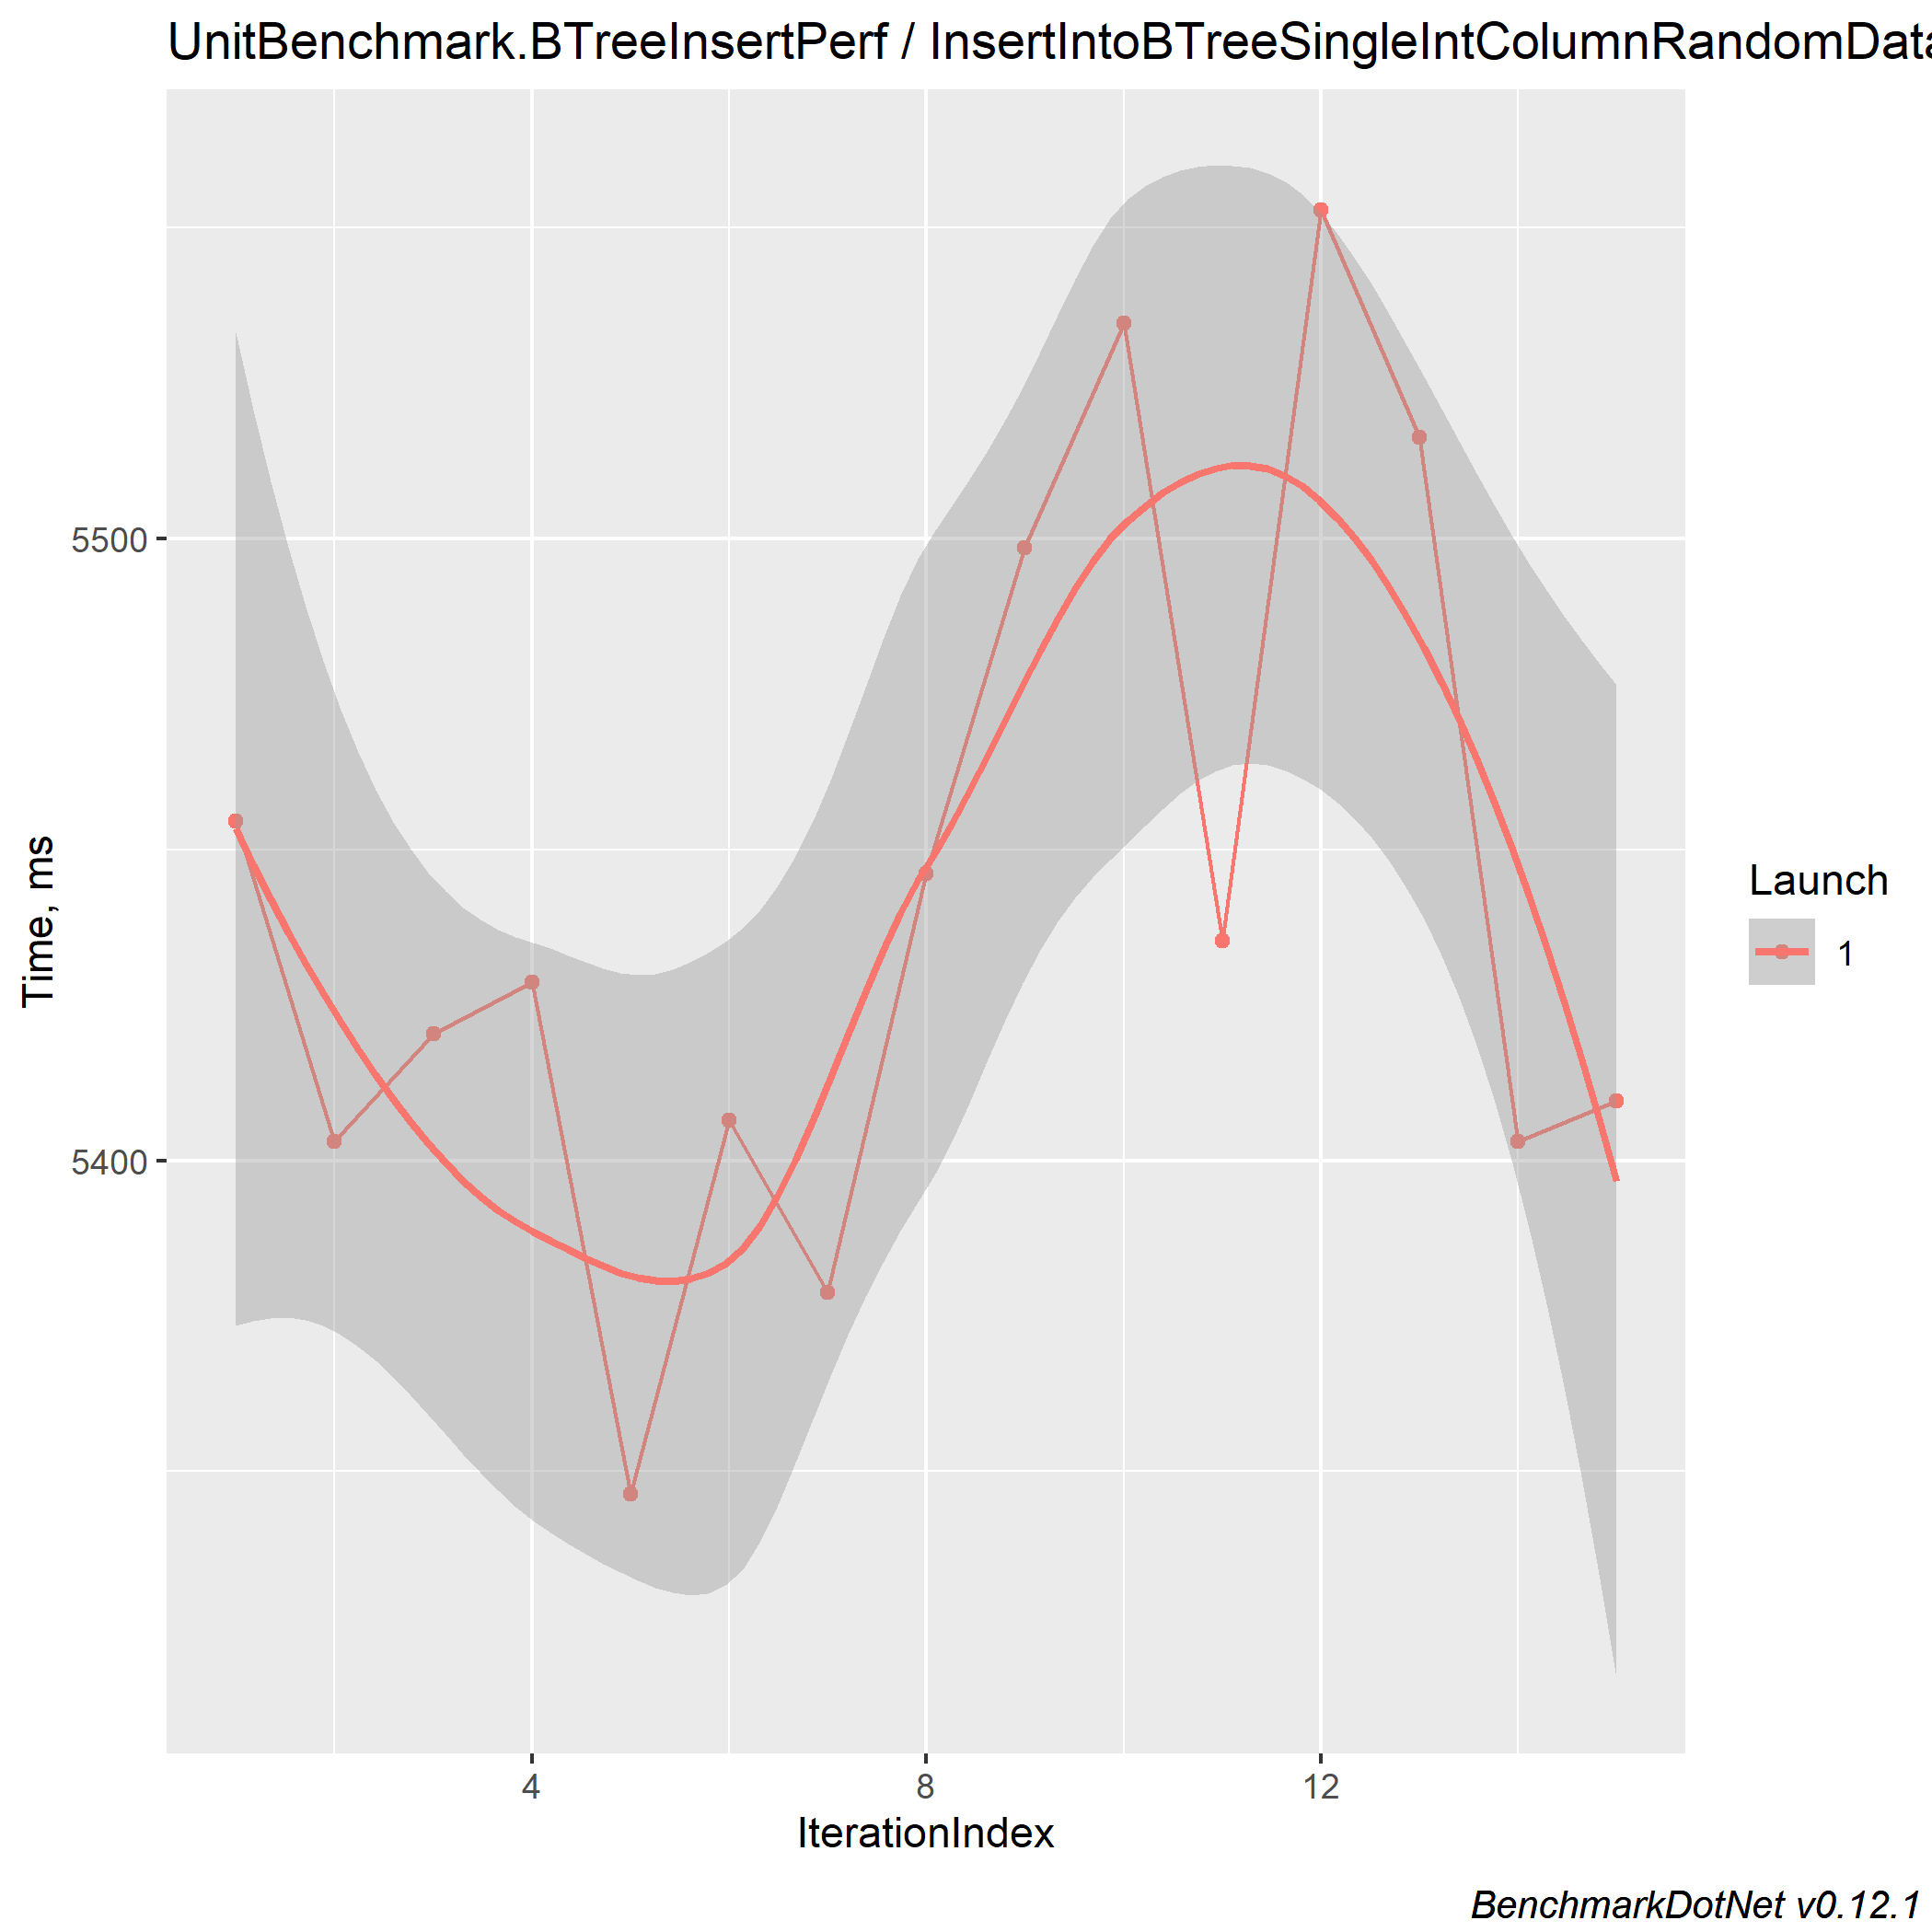 UnitBenchmark.BTreeInsertPerf / InsertIntoBTreeSingleIntColumnRandomData
Time, ms
5500
5400
4
8
12
IterationIndex
Launch
1
BenchmarkDotNet v0.12.1